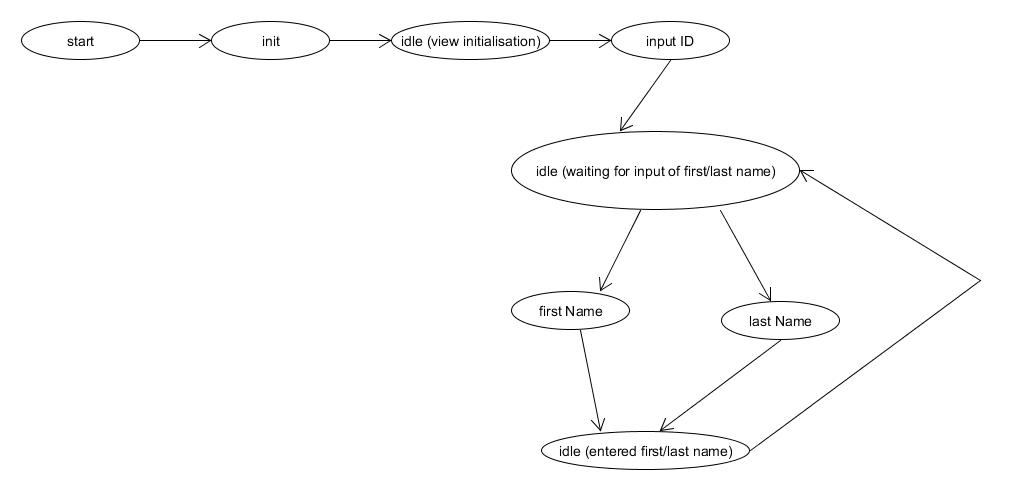 start
init
idle (view initialisation)
input ID
idle (waiting for input of first/last name)
first Name
last Name
idle (entered first/last name)